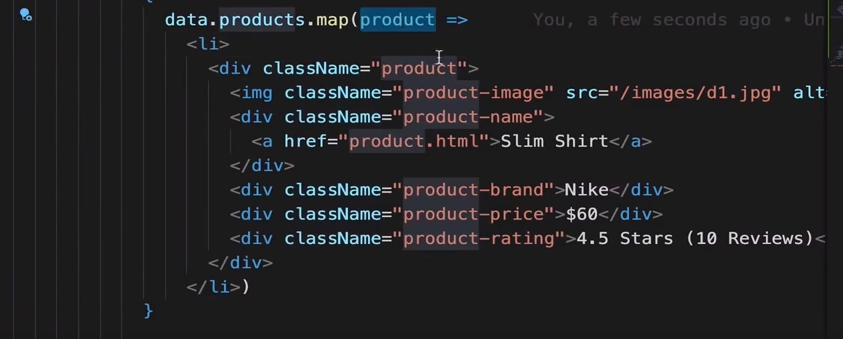 {
data.products.map(product => You, a few seconds ago • Un
<li>
<div className="product">
<img className="product-image" src="/images/d1.jpg" alt=
<div className="product-name">
<a href="product.html">Slim Shirt</a>
</div>
<div className="product-brand">Nike</div>
<div className="product-price">$60</div>
<div className="product-rating">4.5 Stars (10 Reviews)<
</div>
</li>)
}